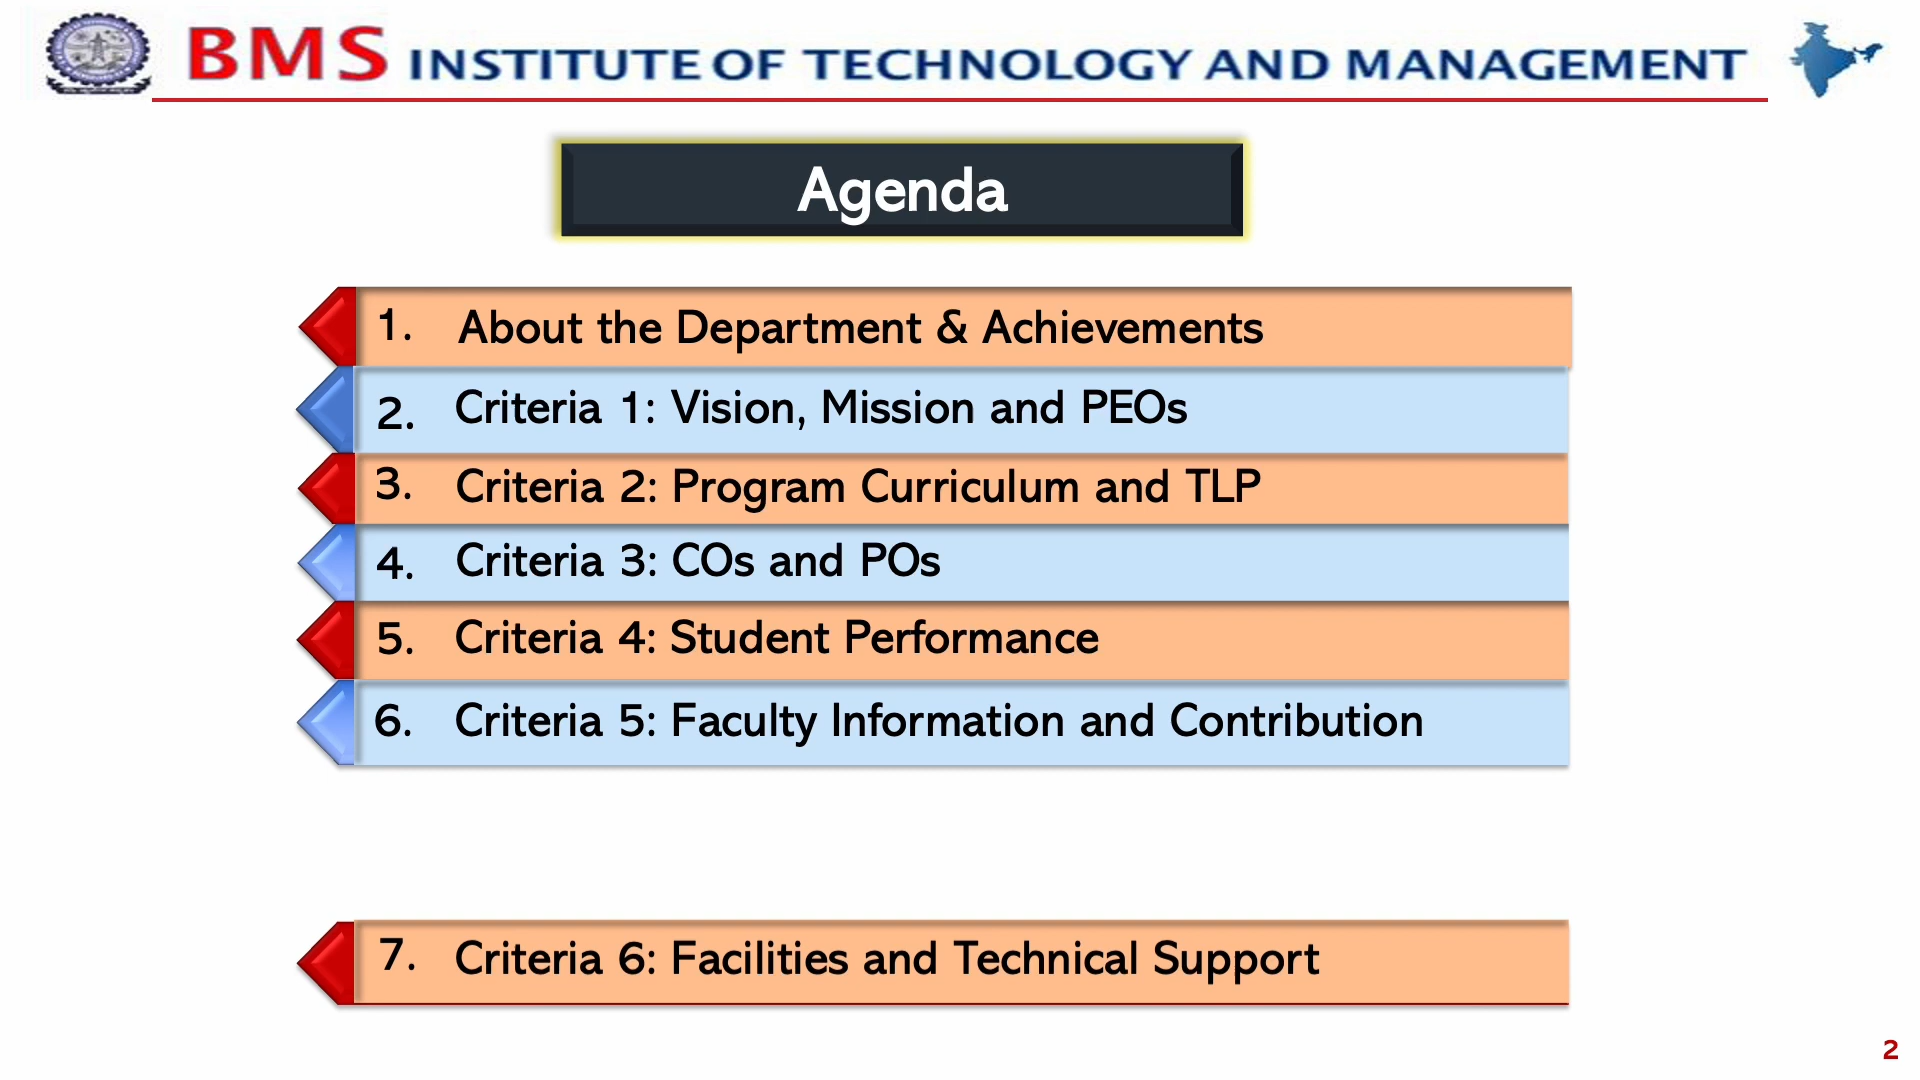 BMS INSTITUTE OF TECHNOLOGY AND MANAGEMENT
Agenda
1. About the Department & Achievements
2. Criteria 1: Vision, Mission and PEOs
3. Criteria 2: Program Curriculum and TLP
4. Criteria 3: COs and POs
5. Criteria 4: Student Performance
6. Criteria 5: Faculty Information and Contribution
7. Criteria 6: Facilities and Technical Support
2